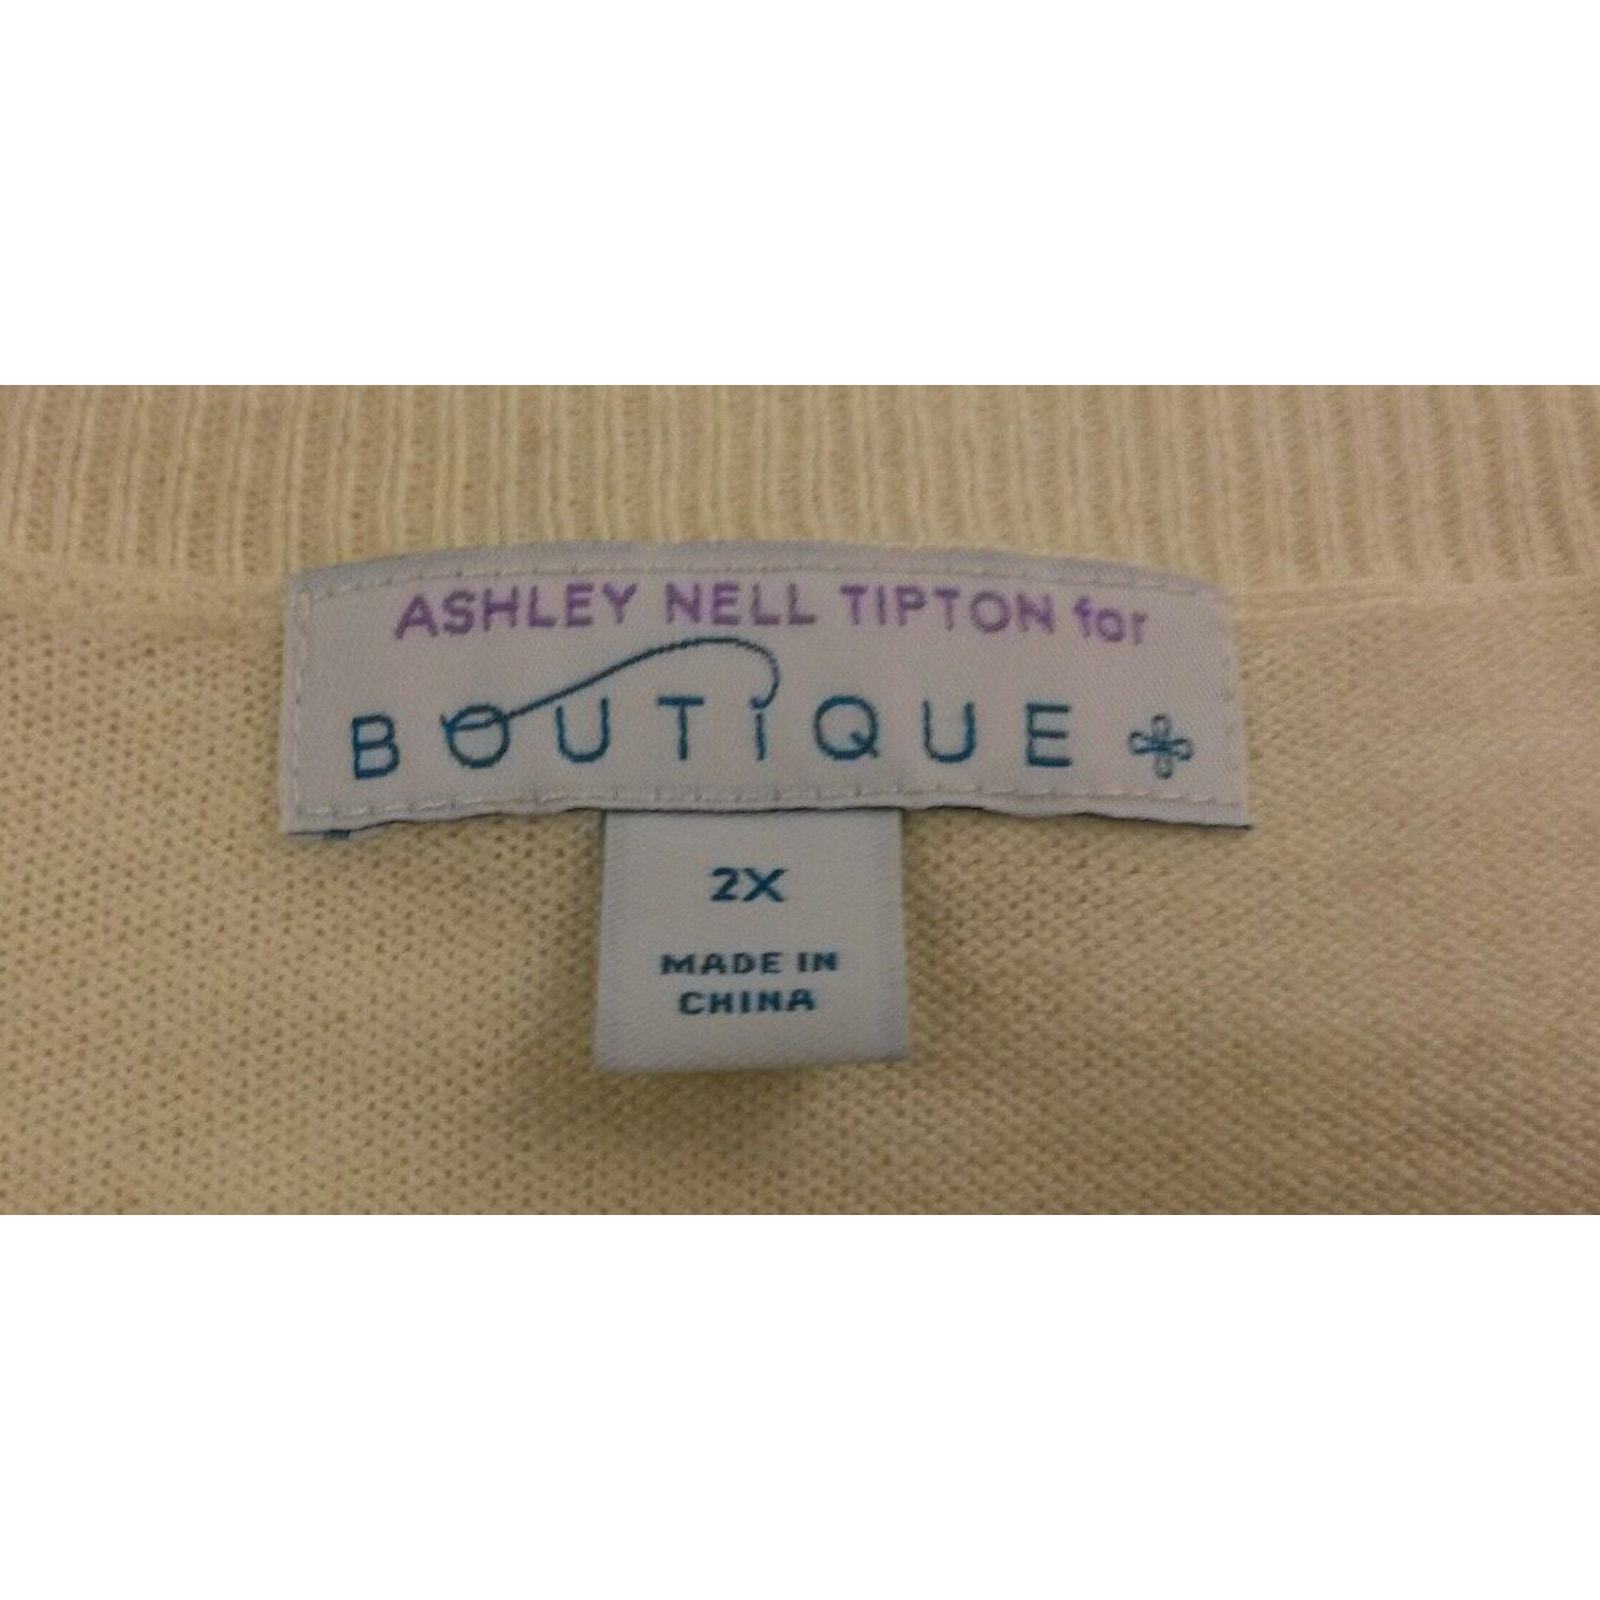 ASHLEY NELL TIPTON for
BOUTiQUE +
2X
MADE IN
CHINA